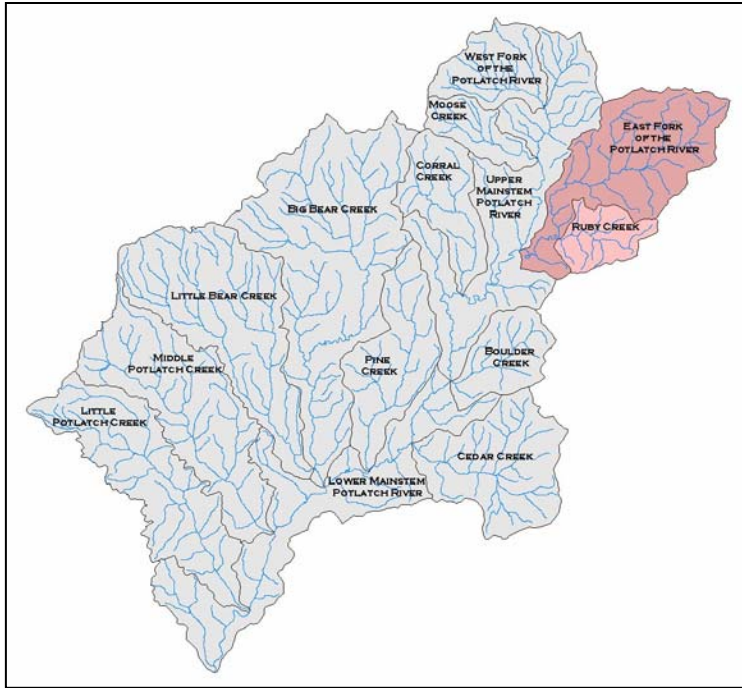 West Fork
of the
Potlatch River
Moose
Creek
East Fork
of the
Potlatch River
Corral
Creek
Upper
Mainstem
Potlatch
River
Big Bear Creek
Ruby Creek
Little Bear Creek
Middle
Potlatch Creek
Pine
Creek
Boulder
Creek
Little
Potlatch Creek
Cedar Creek
Lower Mainstem
Potlatch River